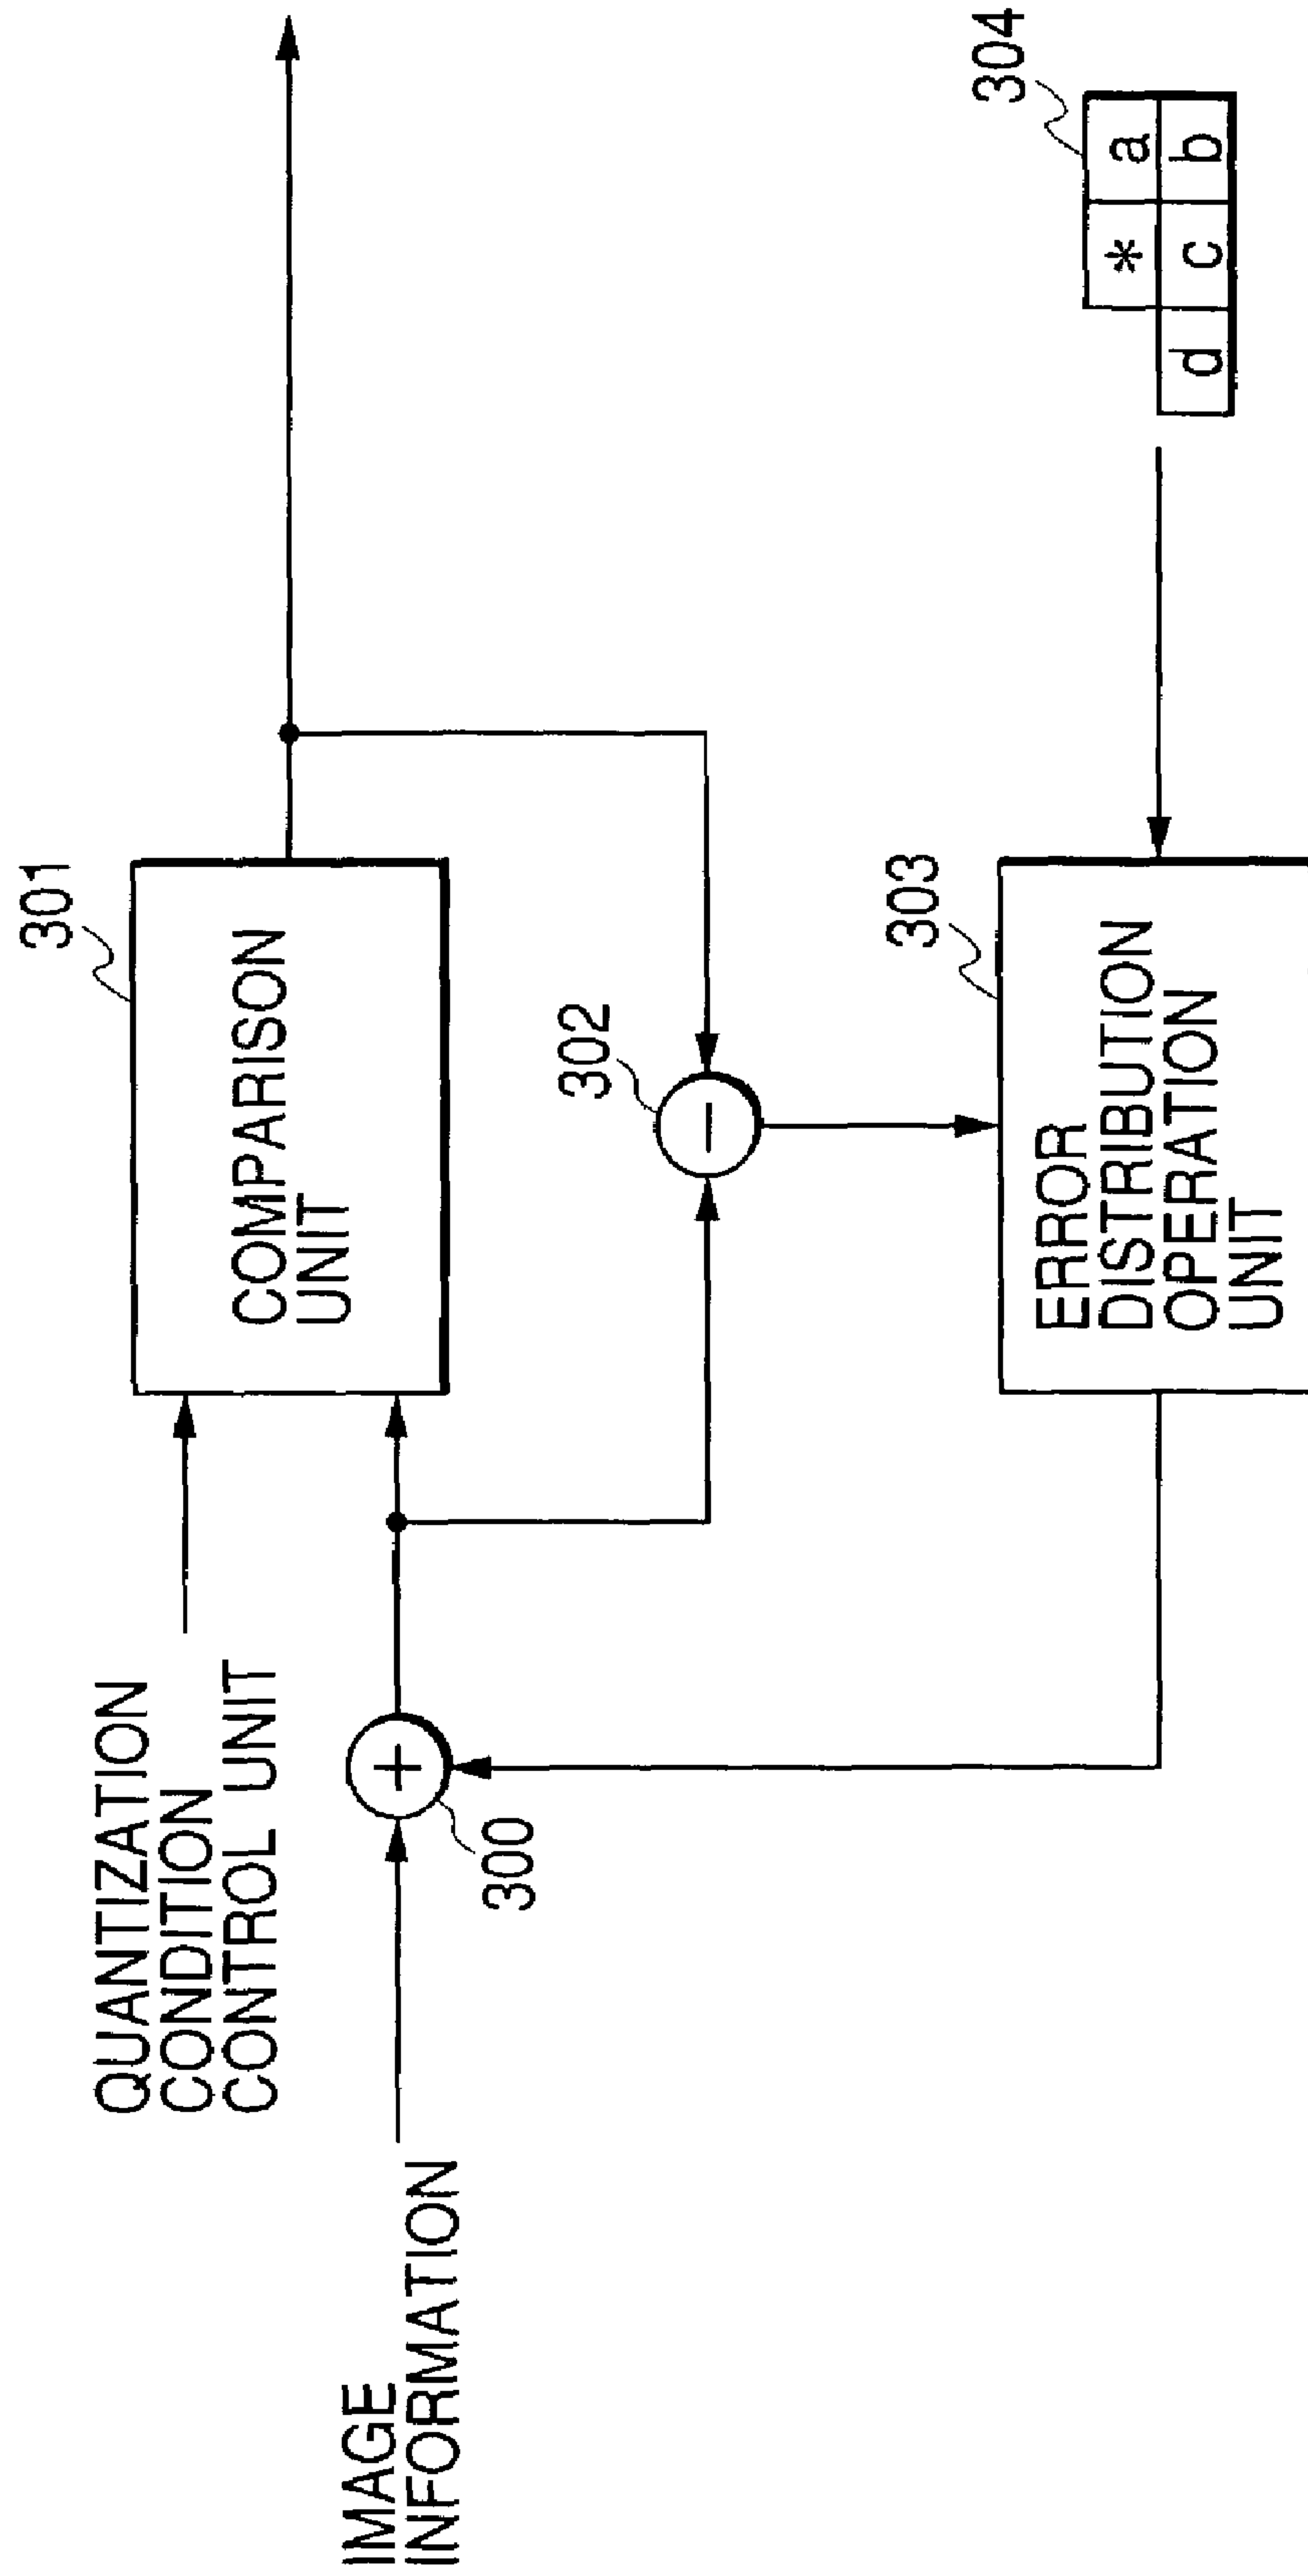 QUANTIZATION
CONDITION
CONTROL UNIT
301
COMPARISON
UNIT
IMAGE
INFORMATION
+
300
302
−
303
ERROR
DISTRIBUTION
OPERATION
UNIT
304
* a
d c b